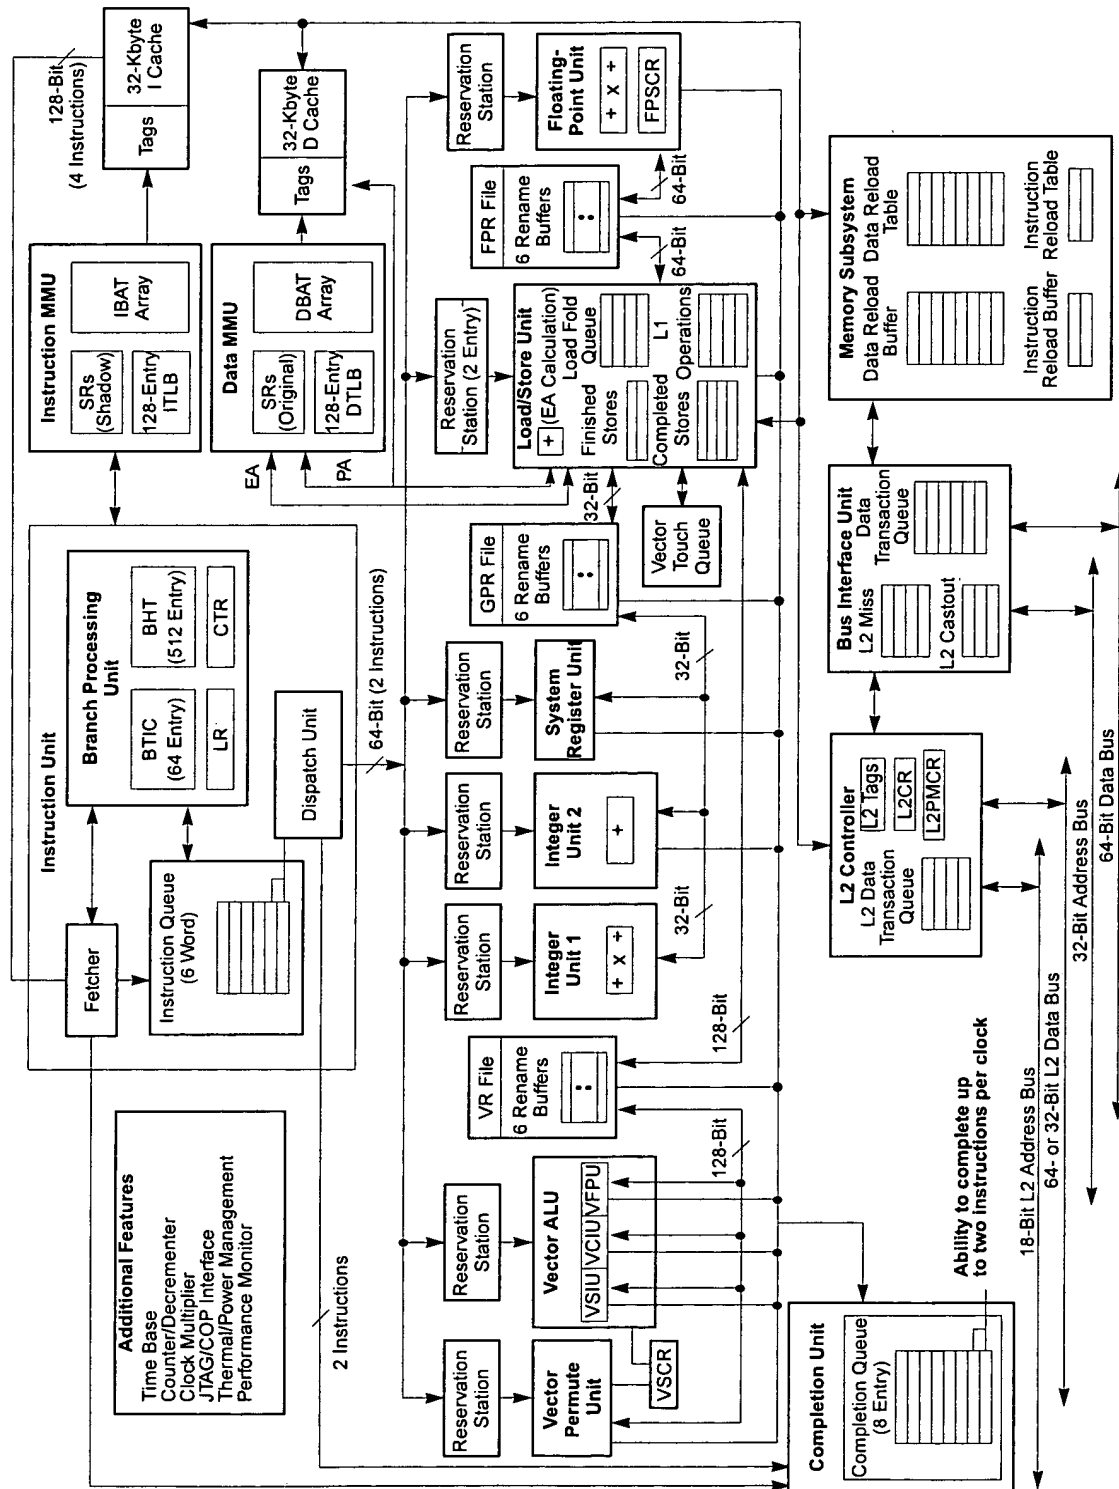 Additional Features
Time Base
Counter/Decrementer
Clock Multiplier
JTAG/COP Interface
Thermal/Power Management
Performance Monitor
Instruction Unit
Fetcher
Branch Processing
Unit
BTIC
(64 Entry)
BHT
(512 Entry)
LR
CTR
Instruction Queue
(6 Word)
Dispatch Unit
128-Bit
(4 Instructions)
Instruction MMU
SRs
(Shadow)
128-Entry
ITLB
IBAT
Array
Tags
32-Kbyte
I Cache
Data MMU
SRs
(Original)
128-Entry
DTLB
DBAT
Array
Tags
32-Kbyte
D Cache
EA
PA
2 Instructions
64-Bit (2 Instructions)
Reservation
Station
Reservation
Station
Reservation
Station
Reservation
Station
Reservation
Station
Reservation
Station (2 Entry)
Reservation
Station
VR File
6 Rename
Buffers
GPR File
6 Rename
Buffers
FPR File
6 Rename
Buffers
Vector
Permute
Unit
Vector ALU
VSIU
VCIU
VFPU
VSCR
Integer
Unit 1
+ x ÷
Integer
Unit 2
+
System
Register Unit
Load/Store Unit
+
(EA Calculation)
Finished
Stores
Load Fold
Queue
Completed
Stores
L1
Operations
Vector
Touch
Queue
Floating-
Point Unit
+ x ÷
FPSCR
128-Bit
128-Bit
32-Bit
32-Bit
32-Bit
64-Bit
64-Bit
Completion Unit
Completion Queue
(8 Entry)
Ability to complete up
to two instructions per clock
L2 Controller
L2 Data
Transaction
Queue
L2 Tags
L2CR
L2PMCR
Bus Interface Unit
L2 Miss
Data
Transaction
Queue
L2 Castout
Memory Subsystem
Data Reload
Buffer
Data Reload
Table
Instruction
Reload Buffer
Instruction
Reload Table
18-Bit L2 Address Bus
64- or 32-Bit L2 Data Bus
32-Bit Address Bus
64-Bit Data Bus